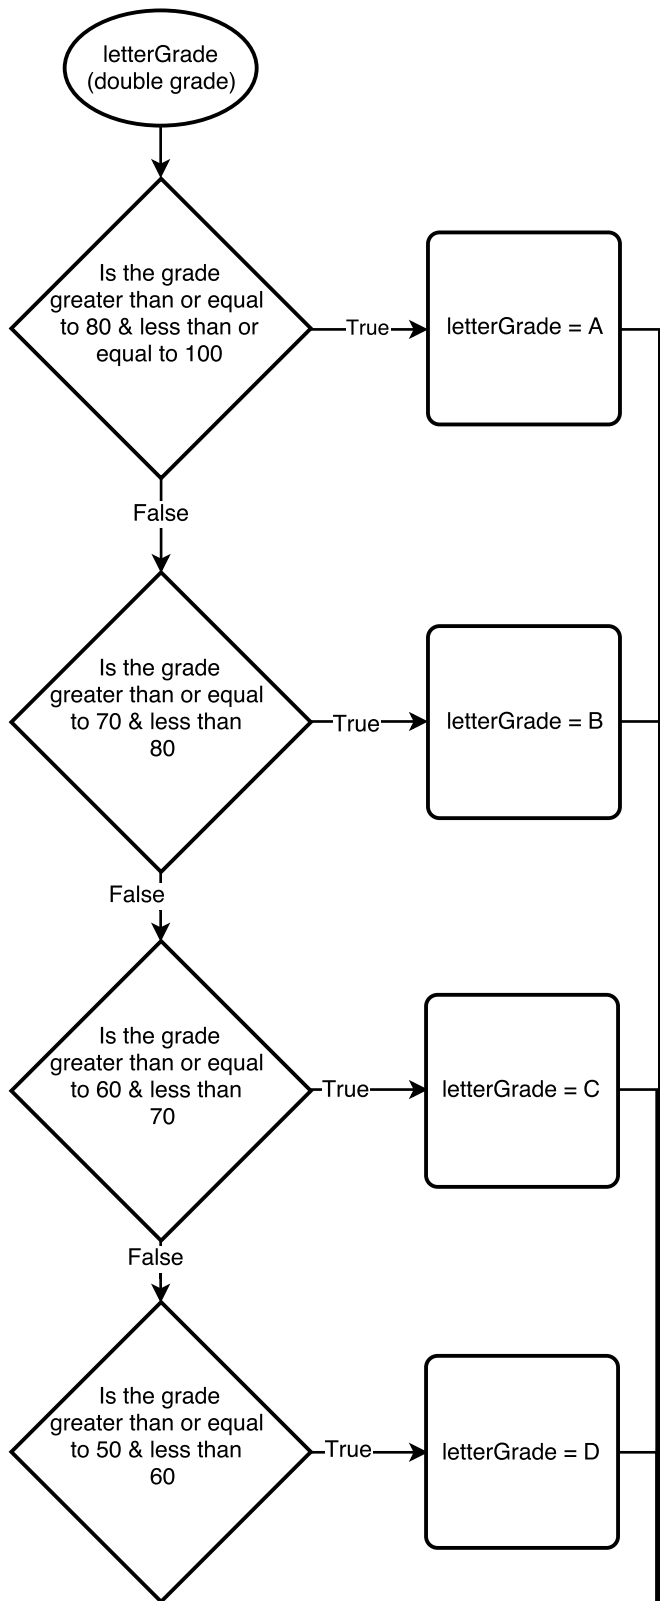 letterGrade
(double grade)
Is the grade
greater than or equal
to 80 & less than or
equal to 100
True
letterGrade = A
False
Is the grade
greater than or equal
to 70 & less than
80
True
letterGrade = B
False
Is the grade
greater than or equal
to 60 & less than
70
True
letterGrade = C
False
Is the grade
greater than or equal
to 50 & less than
60
True
letterGrade = D